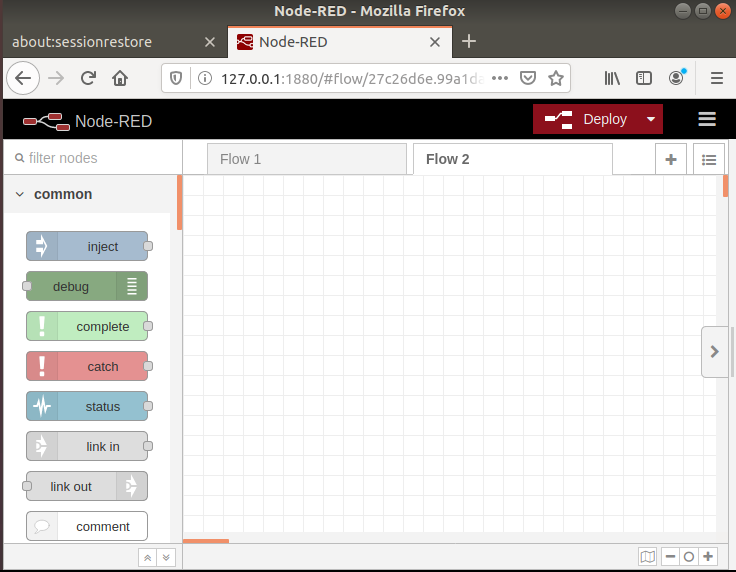 Node-RED - Mozilla Firefox
about:sessionrestore
Node-RED
127.0.0.1:1880/#flow/27c26d6e.99a1da
Node-RED
Deploy
filter nodes
Flow 1
Flow 2
common
inject
debug
complete
catch
status
link in
link out
comment